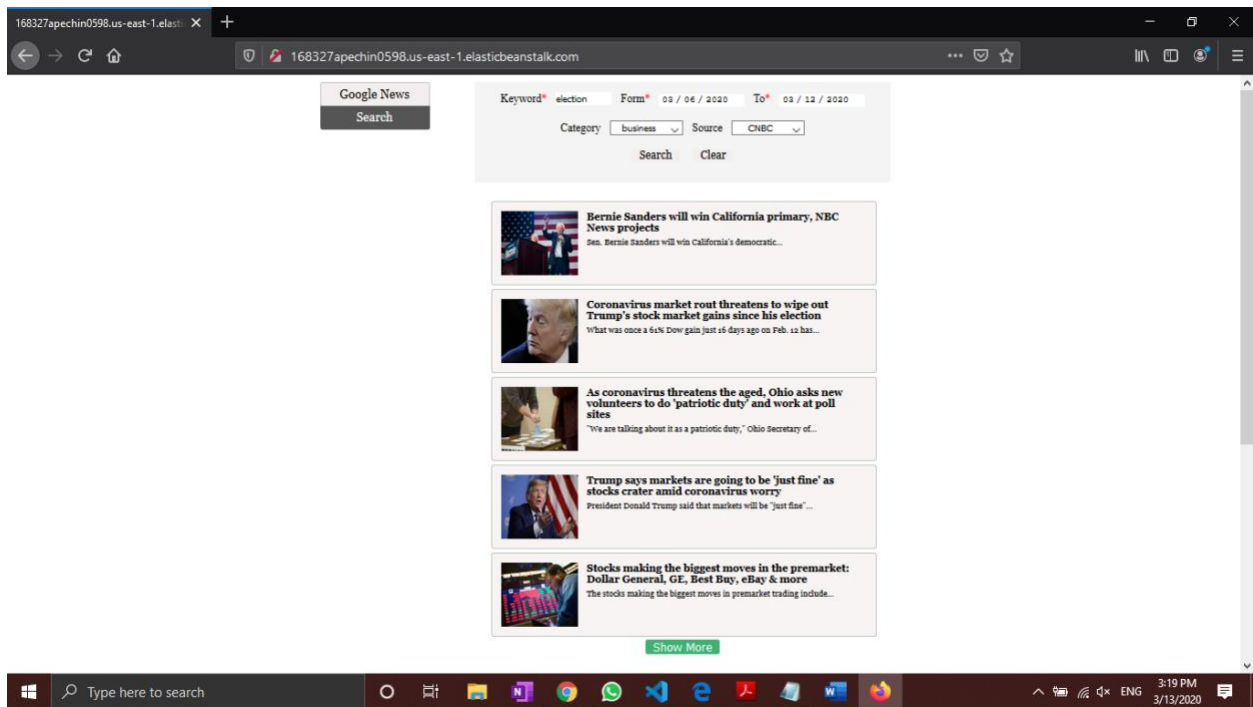 168327apechin0598.us-east-1.elasti
168327apechin0598.us-east-1.elasticbeanstalk.com
Google News
Search
Keyword* election Form* 03 / 06 / 2020 To* 03 / 12 / 2020
Category business Source CNBC
Search Clear
Bernie Sanders will win California primary, NBC
News projects
Sen. Bernie Sanders will win California's democratic...
Coronavirus market rout threatens to wipe out
Trump's stock market gains since his election
What was once a 61% Dow gain just 16 days ago on Feb. 12 has...
As coronavirus threatens the aged, Ohio asks new
volunteers to do 'patriotic duty' and work at poll
sites
"We are talking about it as a patriotic duty," Ohio Secretary of...
Trump says markets are going to be 'just fine' as
stocks crater amid coronavirus worry
President Donald Trump said that markets will be "just fine"...
Stocks making the biggest moves in the premarket:
Dollar General, GE, Best Buy, eBay & more
The stocks making the biggest moves in premarket trading include...
Show More
Type here to search
ENG
3:19 PM
3/13/2020